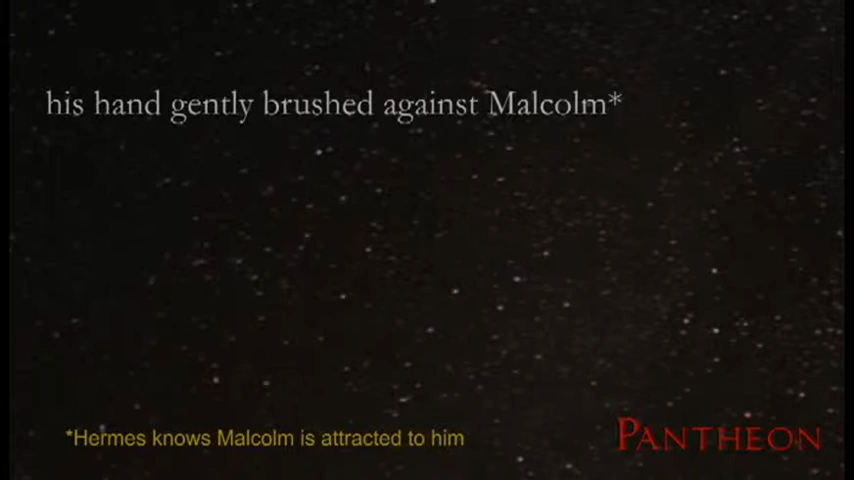 his hand gently brushed against Malcolm*
*Hermes knows Malcolm is attracted to him
PANTHEON